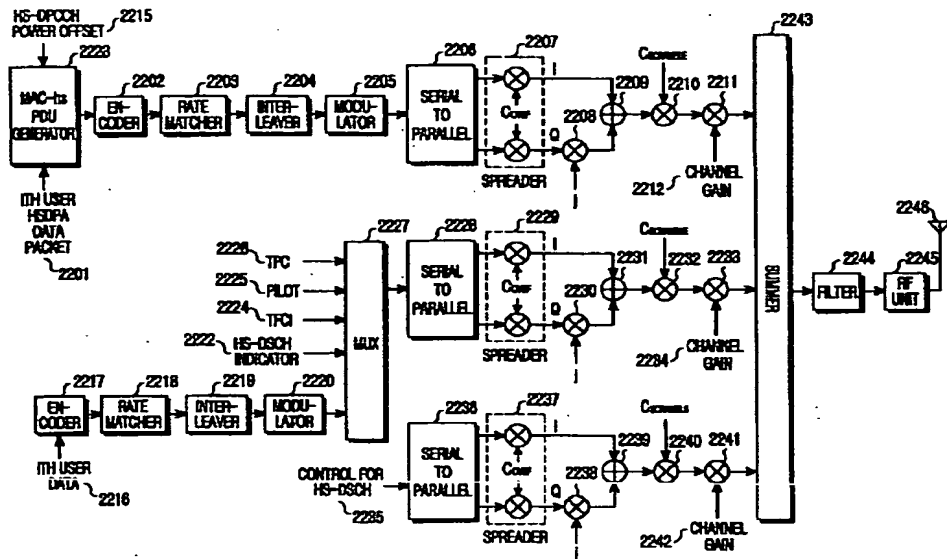 HS-DPCCH
POWER OFFSET
2215
2223
MAC-hs
PDU
GENERATOR
2202
EN-
CODER
2203
RATE
MATCHER
2204
INTER-
LEAVER
2205
MODU-
LATOR
2206
SERIAL
TO
PARALLEL
2207
COVSF
SPREADER
I
Q
2208
J
2209
2210
2211
2212
CHANNEL
GAIN
2243
SUMMER
ITH USER
HSDPA
DATA
PACKET
2201
2226
TPC
2225
PILOT
2224
TFCI
2222
HS-DSCH
INDICATOR
2227
MUX
2228
SERIAL
TO
PARALLEL
2229
COVSF
SPREADER
I
Q
2230
J
2231
2232
2233
2234
CHANNEL
GAIN
2244
FILTER
2245
RF
UNIT
2246
2217
EN-
CODER
2218
RATE
MATCHER
2219
INTER-
LEAVER
2220
MODU-
LATOR
ITH USER
DATA
2216
CONTROL FOR
HS-DSCH
2235
2236
SERIAL
TO
PARALLEL
2237
COVSF
SPREADER
I
Q
2238
J
2239
2240
2241
2242
CHANNEL
GAIN